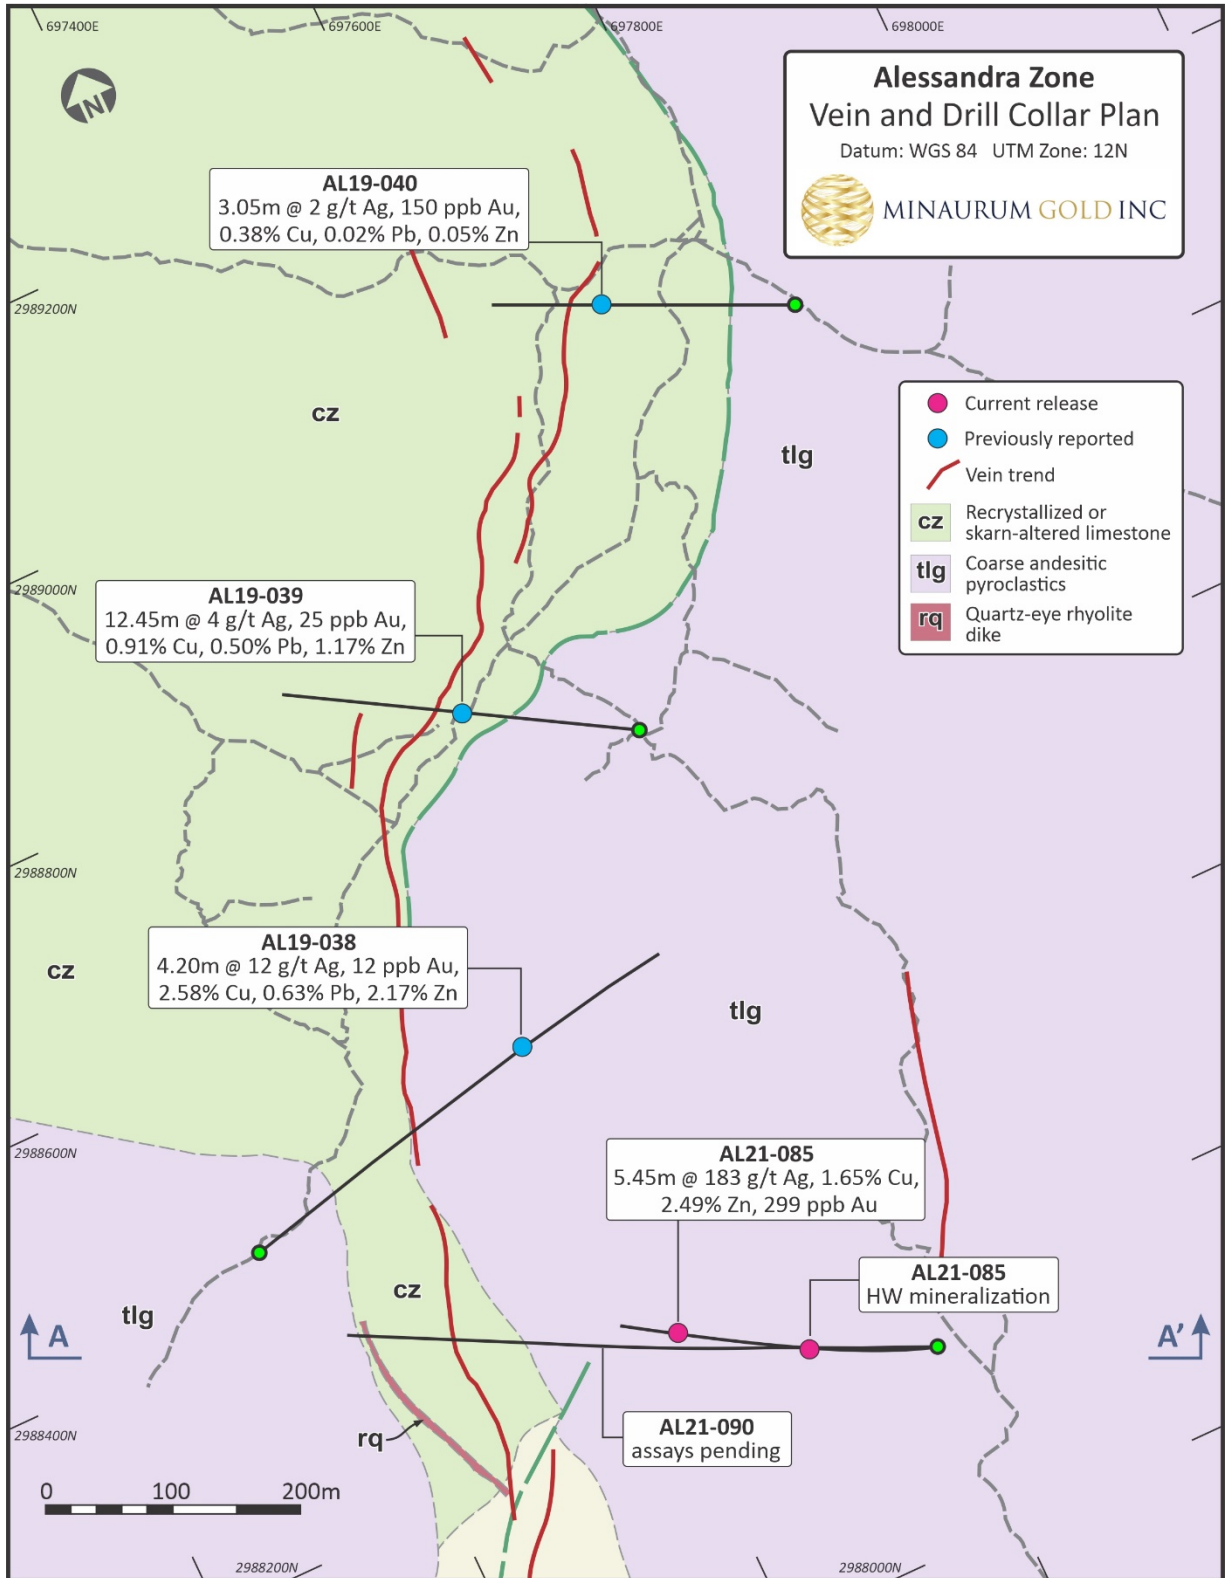 697400E
697600E
697800E
698000E
N
Alessandra Zone
Vein and Drill Collar Plan
Datum: WGS 84 UTM Zone: 12N
MINAURUM GOLD INC
AL19-040
3.05m @ 2 g/t Ag, 150 ppb Au,
0.38% Cu, 0.02% Pb, 0.05% Zn
2989200N
cz
tlg
Current release
Previously reported
Vein trend
cz Recrystallized or
skarn-altered limestone
tlg Coarse andesitic
pyroclastics
rq Quartz-eye rhyolite
dike
2989000N
AL19-039
12.45m @ 4 g/t Ag, 25 ppb Au,
0.91% Cu, 0.50% Pb, 1.17% Zn
2988800N
AL19-038
4.20m @ 12 g/t Ag, 12 ppb Au,
2.58% Cu, 0.63% Pb, 2.17% Zn
cz
tlg
2988600N
AL21-085
5.45m @ 183 g/t Ag, 1.65% Cu,
2.49% Zn, 299 ppb Au
AL21-085
HW mineralization
cz
tlg
A
A'
2988400N
rq
AL21-090
assays pending
0 100 200m
2988200N
2988000N